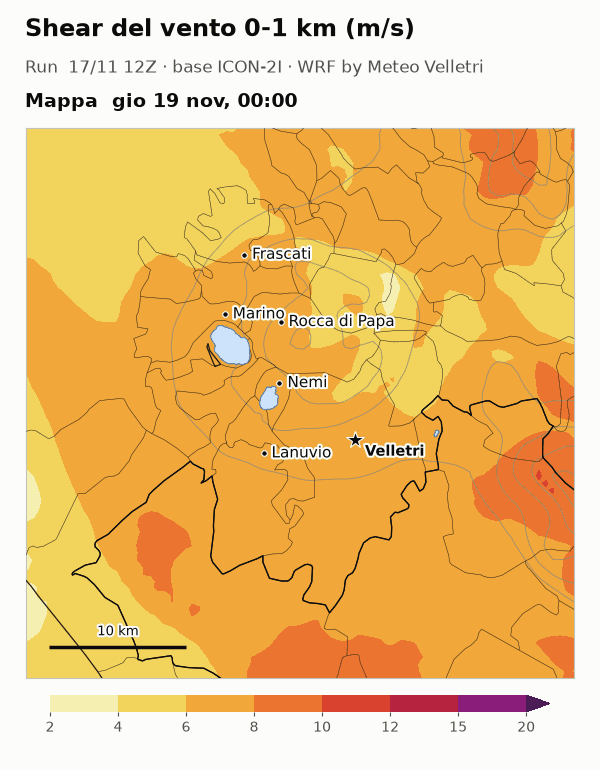 Shear del vento 0-1 km (m/s)
Run  17/11 12Z · base ICON-2I · WRF by Meteo Velletri
Mappa  gio 19 nov, 00:00
Frascati
Marino
Rocca di Papa
Nemi
Velletri
Lanuvio
10 km
2 4 6 8 10 12 15 20